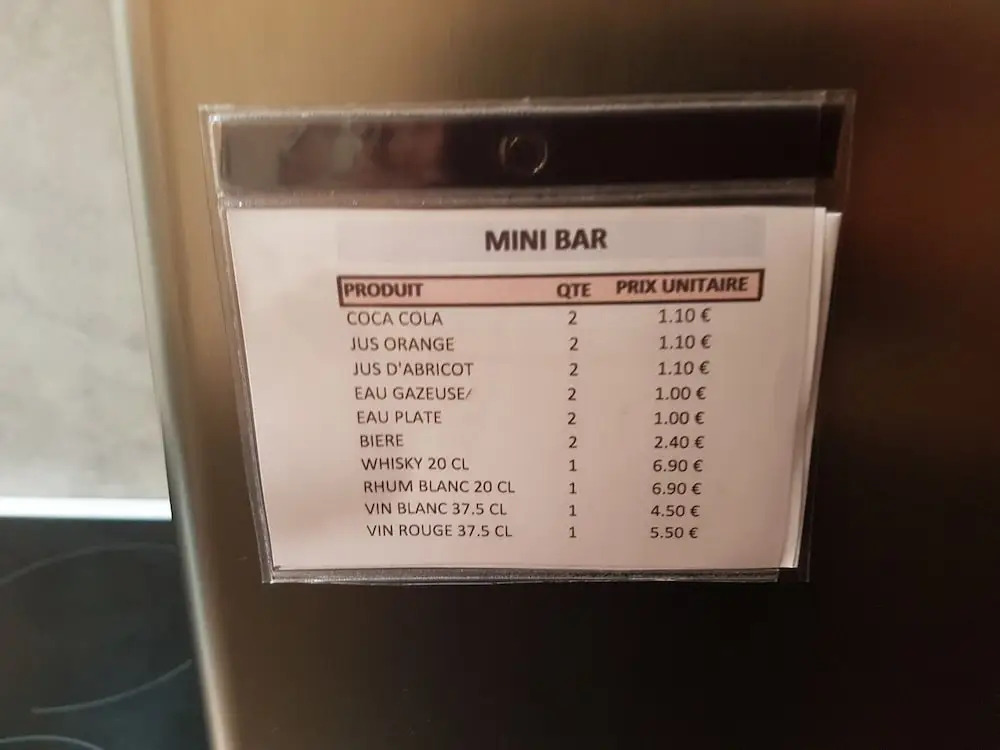 MINI BAR
PRODUIT QTE PRIX UNITAIRE
COCA COLA 2 1.10 €
JUS ORANGE 2 1.10 €
JUS D'ABRICOT 2 1.10 €
EAU GAZEUSE/ 2 1.00 €
EAU PLATE 2 1.00 €
BIERE 2 2.40 €
WHISKY 20 CL 1 6.90 €
RHUM BLANC 20 CL 1 6.90 €
VIN BLANC 37.5 CL 1 4.50 €
VIN ROUGE 37.5 CL 1 5.50 €